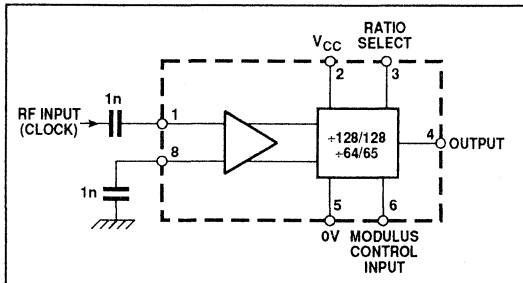 RATIO
SELECT
VCC
2
3
1n
RF INPUT
(CLOCK)
1
÷128/128
÷64/65
4
OUTPUT
8
1n
5
6
0V
MODULUS
CONTROL
INPUT